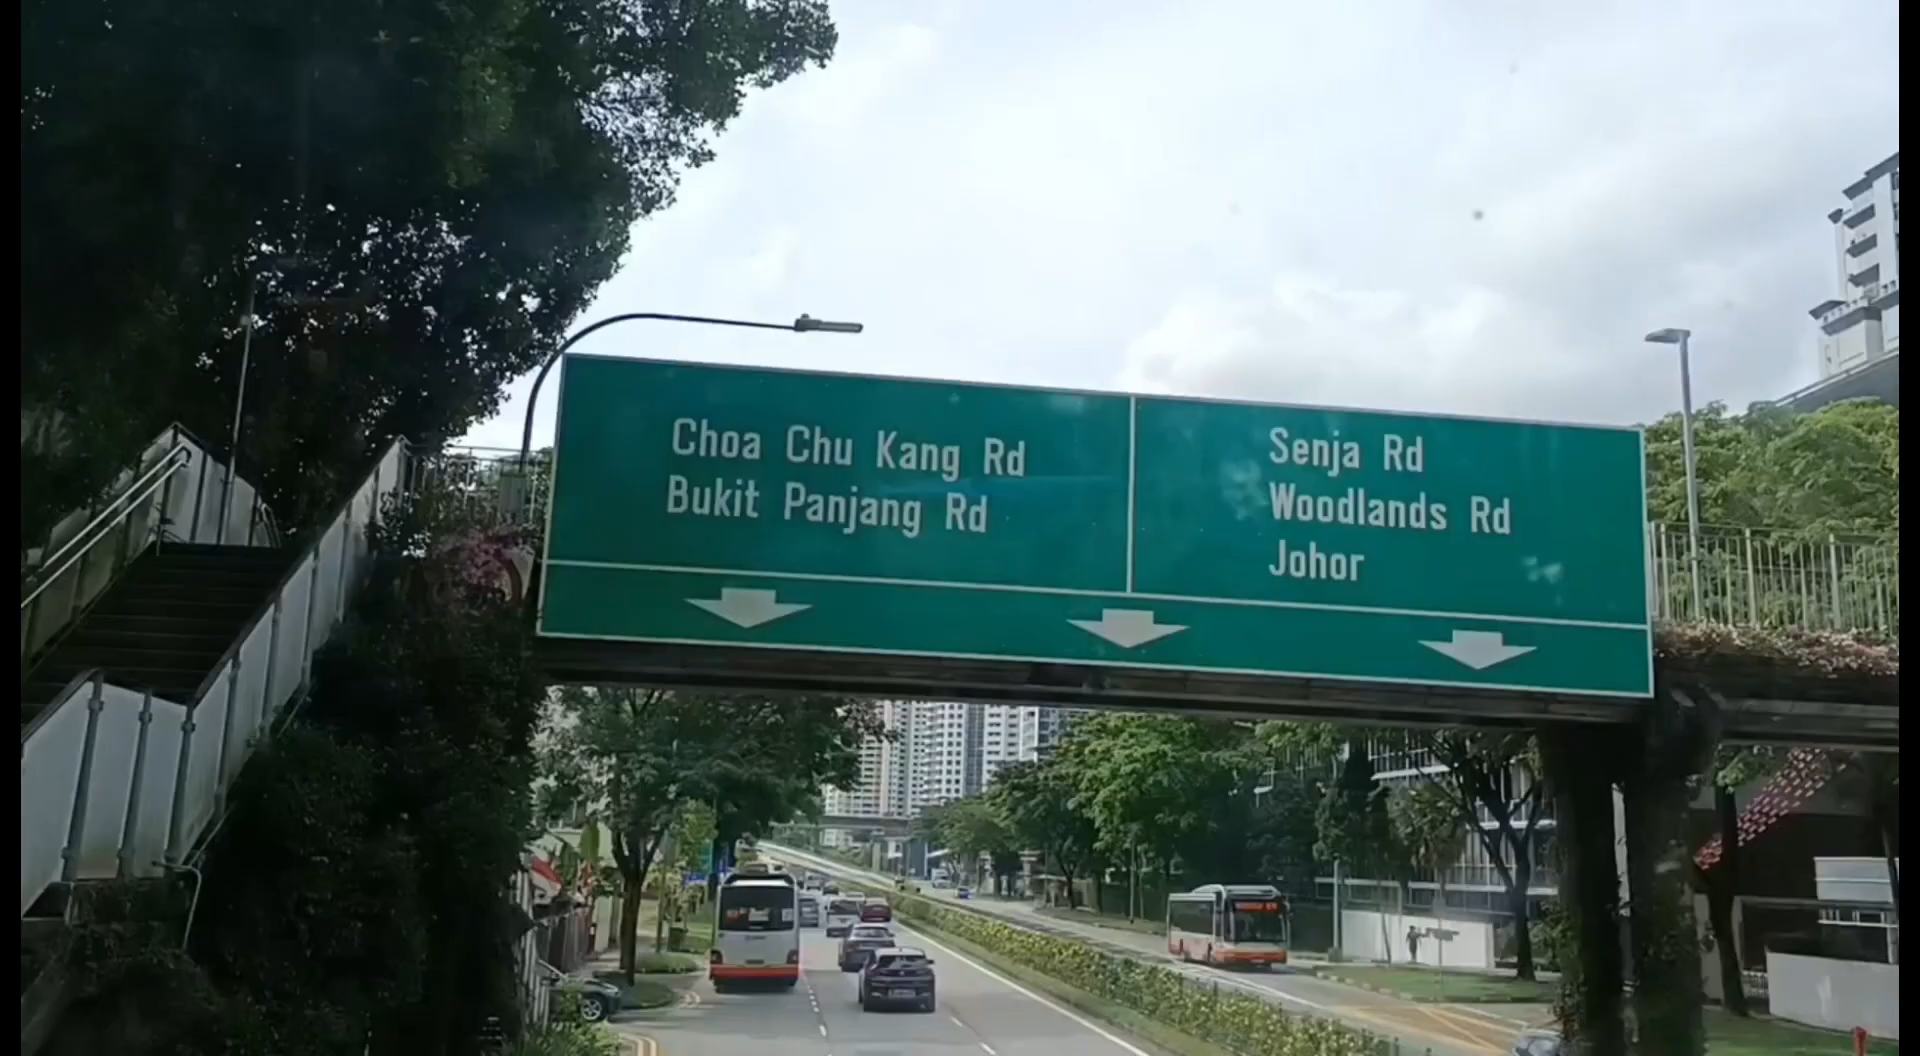 Choa Chu Kang Rd
Bukit Panjang Rd
Senja Rd
Woodlands Rd
Johor